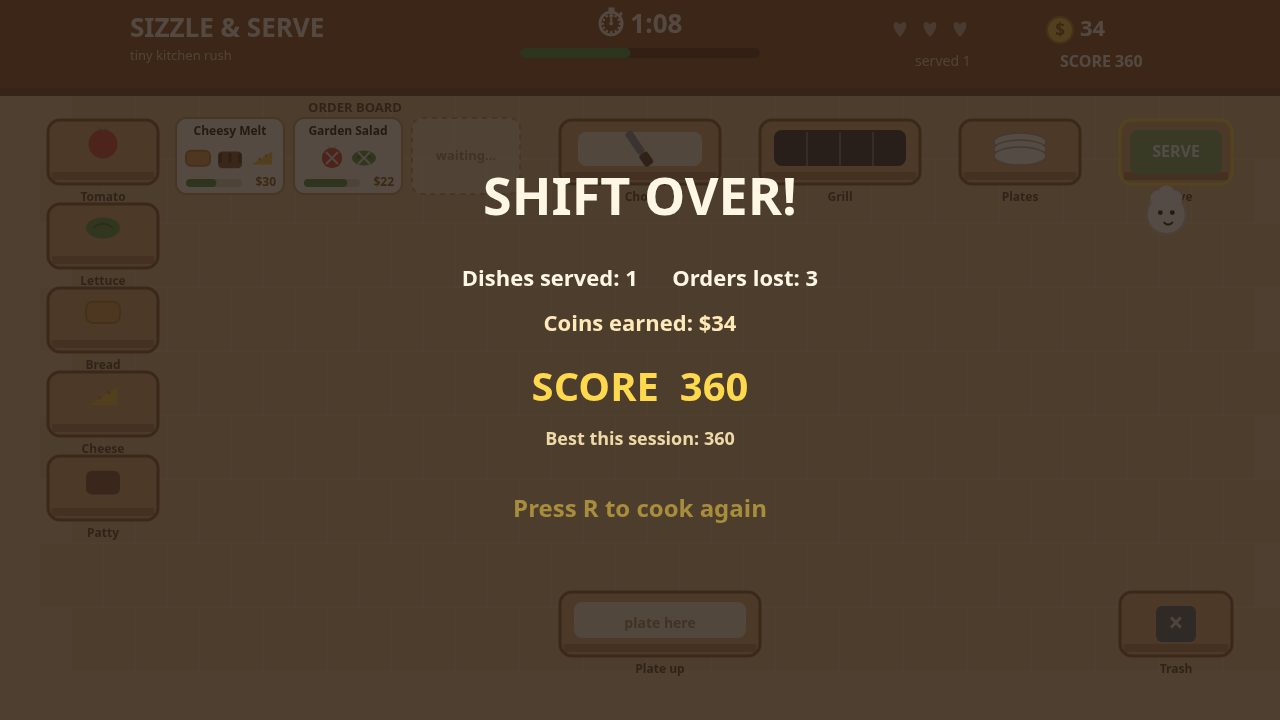 SIZZLE & SERVE
tiny kitchen rush
1:08
served 1
$ 34
SCORE 360
ORDER BOARD
Cheesy Melt
$30
Garden Salad
$22
waiting...
SERVE
Tomato
Grill
Plates
SHIFT OVER!
Lettuce
Dishes served: 1 Orders lost: 3
Coins earned: $34
Bread
SCORE 360
Best this session: 360
Cheese
Press R to cook again
Patty
plate here
Plate up
Trash